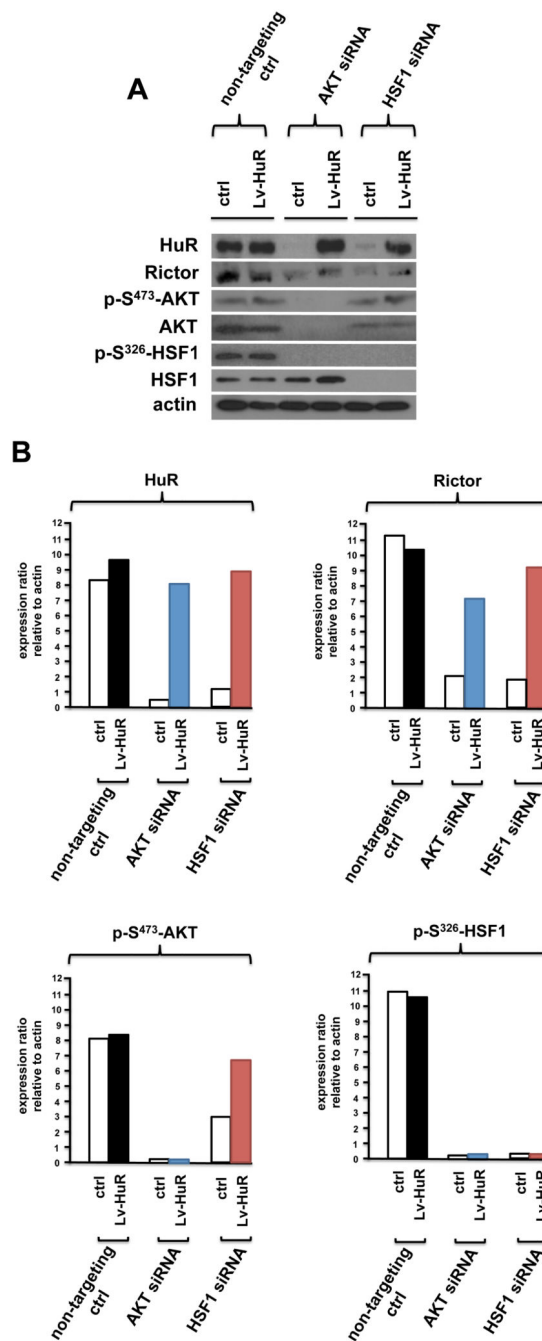 A
non-targeting
ctrl
AKT siRNA
HSF1 siRNA
ctrl
Lv-HuR
ctrl
Lv-HuR
ctrl
Lv-HuR
HuR
Rictor
p-S473-AKT
AKT
p-S326-HSF1
HSF1
actin
B
HuR
expression ratio
relative to actin
12
11
10
9
8
7
6
5
4
3
2
1
0
ctrl
Lv-HuR
ctrl
Lv-HuR
ctrl
Lv-HuR
non-targeting
ctrl
AKT siRNA
HSF1 siRNA
Rictor
expression ratio
relative to actin
12
11
10
9
8
7
6
5
4
3
2
1
0
ctrl
Lv-HuR
ctrl
Lv-HuR
ctrl
Lv-HuR
non-targeting
ctrl
AKT siRNA
HSF1 siRNA
p-S473-AKT
expression ratio
relative to actin
12
11
10
9
8
7
6
5
4
3
2
1
0
ctrl
Lv-HuR
ctrl
Lv-HuR
ctrl
Lv-HuR
non-targeting
ctrl
AKT siRNA
HSF1 siRNA
p-S326-HSF1
expression ratio
relative to actin
12
11
10
9
8
7
6
5
4
3
2
1
0
ctrl
Lv-HuR
ctrl
Lv-HuR
ctrl
Lv-HuR
non-targeting
ctrl
AKT siRNA
HSF1 siRNA